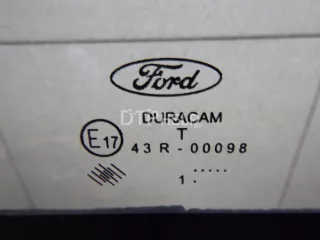 Ford
DURACAM
T
E17
43R-00098
1.
.....